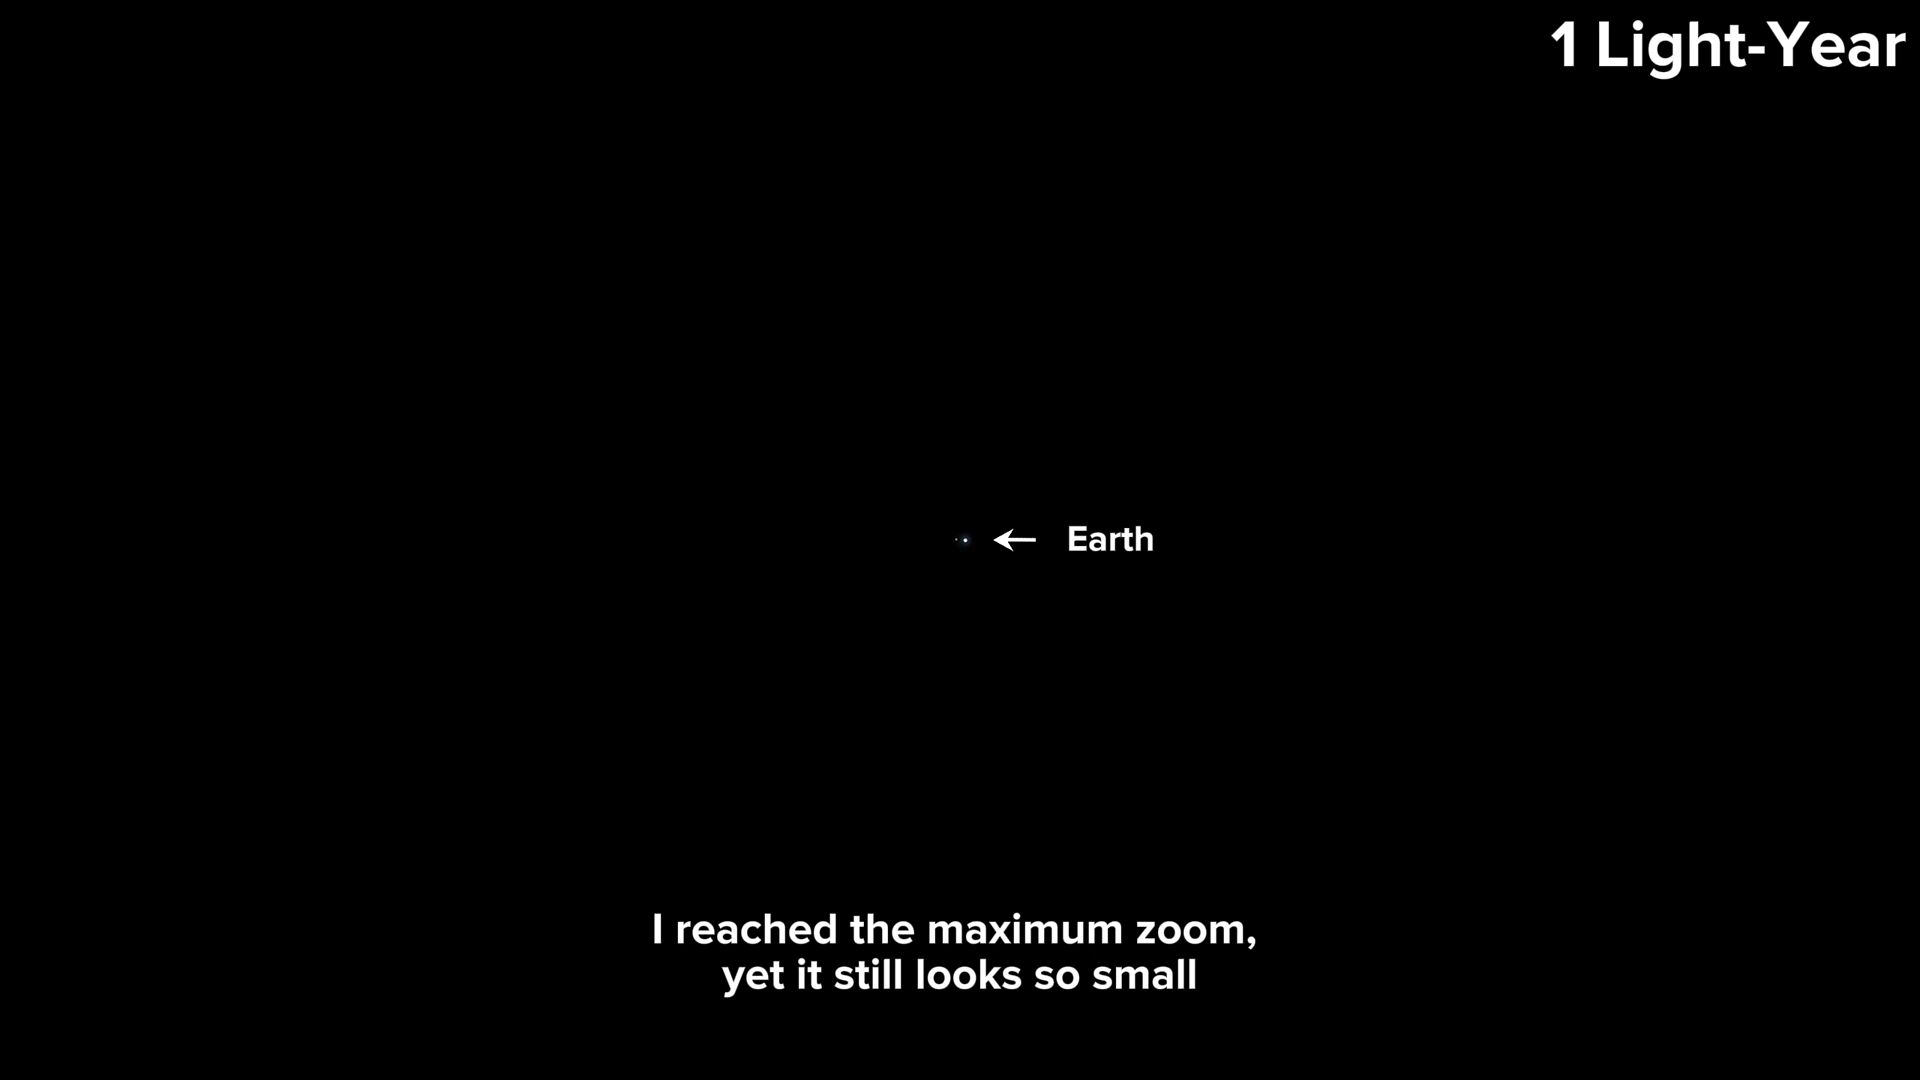 1 Light-Year
Earth
I reached the maximum zoom,
yet it still looks so small